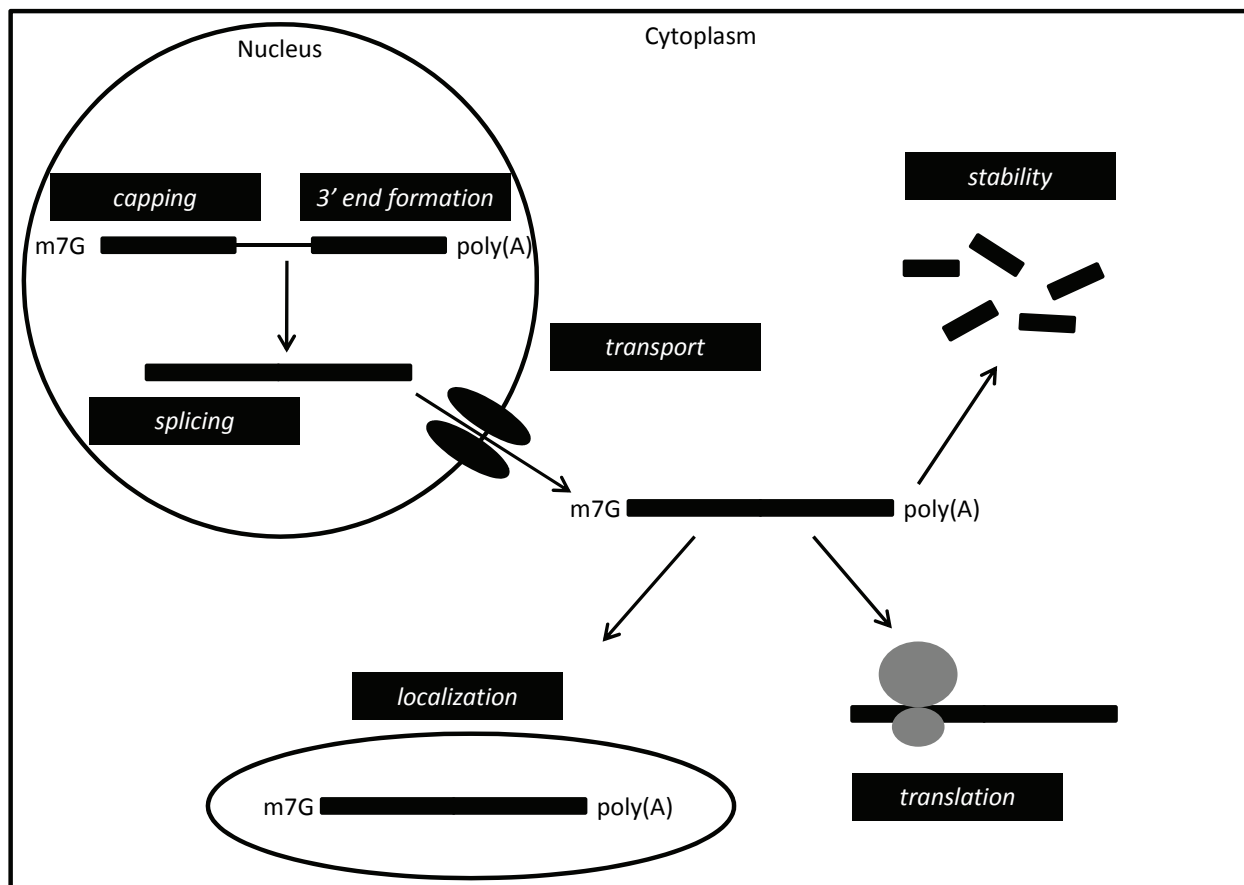 Nucleus
Cytoplasm
capping
3’ end formation
m7G
poly(A)
splicing
transport
stability
m7G
poly(A)
localization
m7G
poly(A)
translation